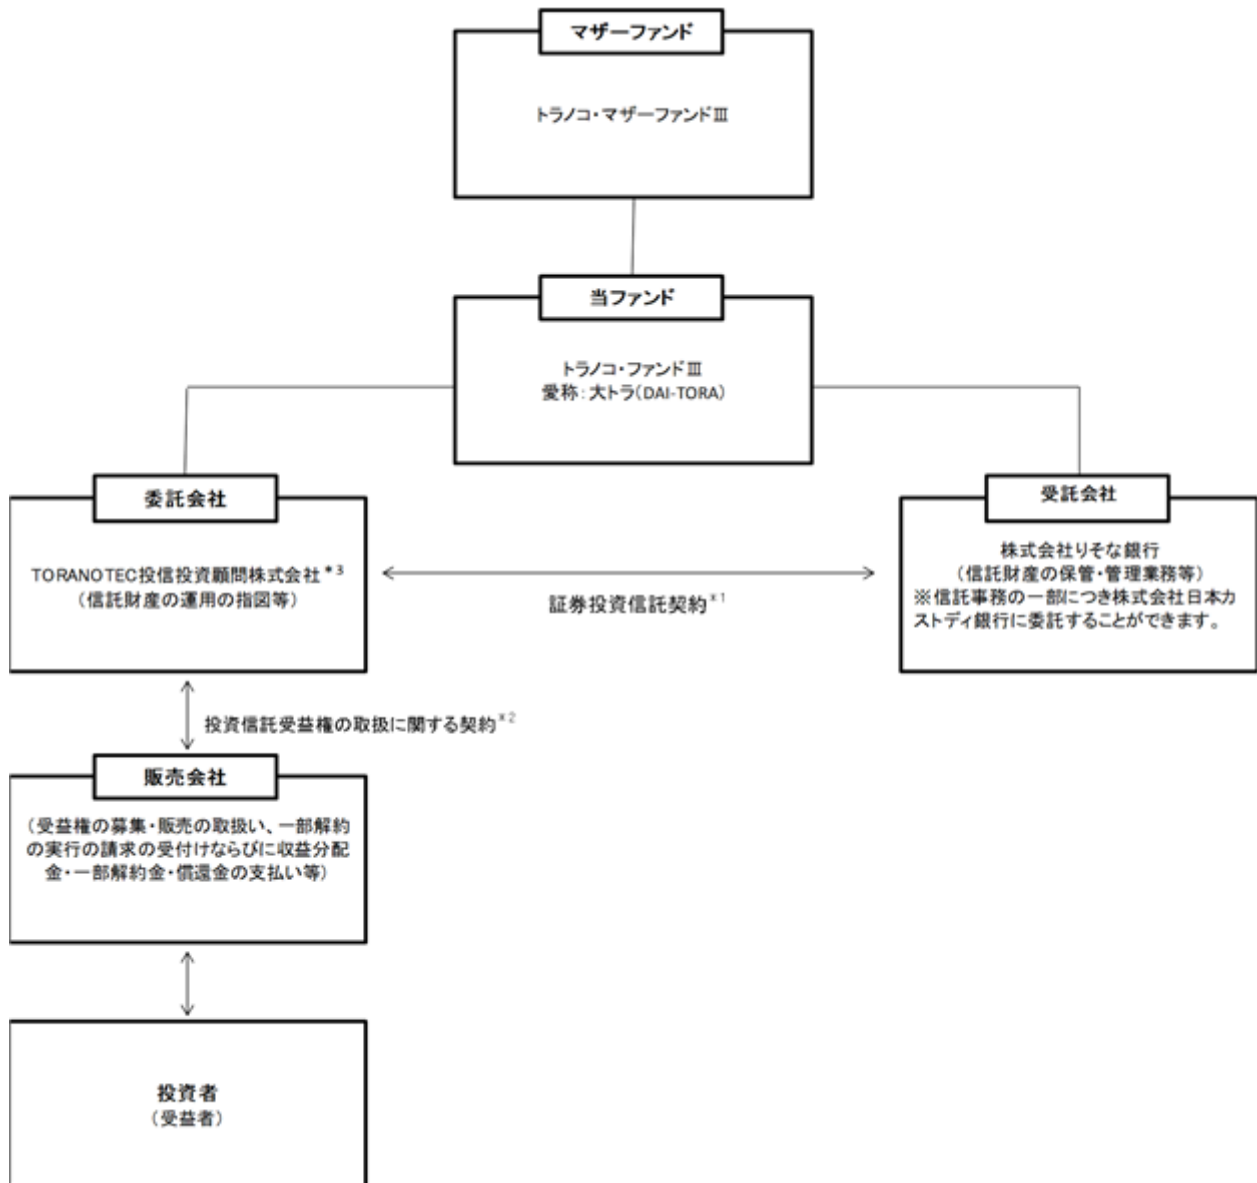 マザーファンド
トラノコ・マザーファンドⅢ
当ファンド
トラノコ・ファンドⅢ
愛称：大トラ（DAI-TORA）
委託会社
TORANOTEC投信投資顧問株式会社＊3
（信託財産の運用の指図等）
証券投資信託契約＊1
受託会社
株式会社りそな銀行
（信託財産の保管・管理業務等）
※信託事務の一部につき株式会社日本カ
ストディ銀行に委託することができます。
投資信託受益権の取扱に関する契約＊2
販売会社
（受益権の募集・販売の取扱い、一部解約
の実行の請求の受付けならびに収益分配
金・一部解約金・償還金の支払い等）
投資者
（受益者）